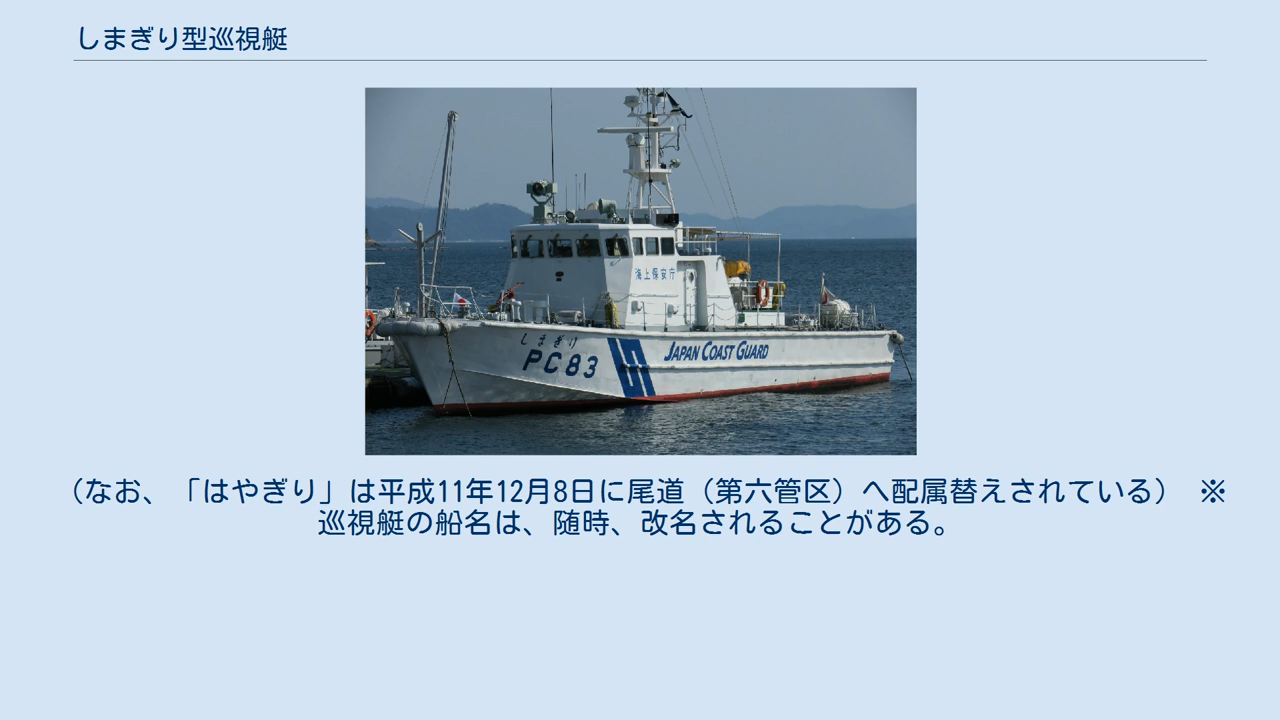 しまぎり型巡視艇
海上保安庁
しまぎり
PC83
JAPAN COAST GUARD
（なお、「はやぎり」は平成11年12月8日に尾道（第六管区）へ配属替えされている） ※
巡視艇の船名は、随時、改名されることがある。